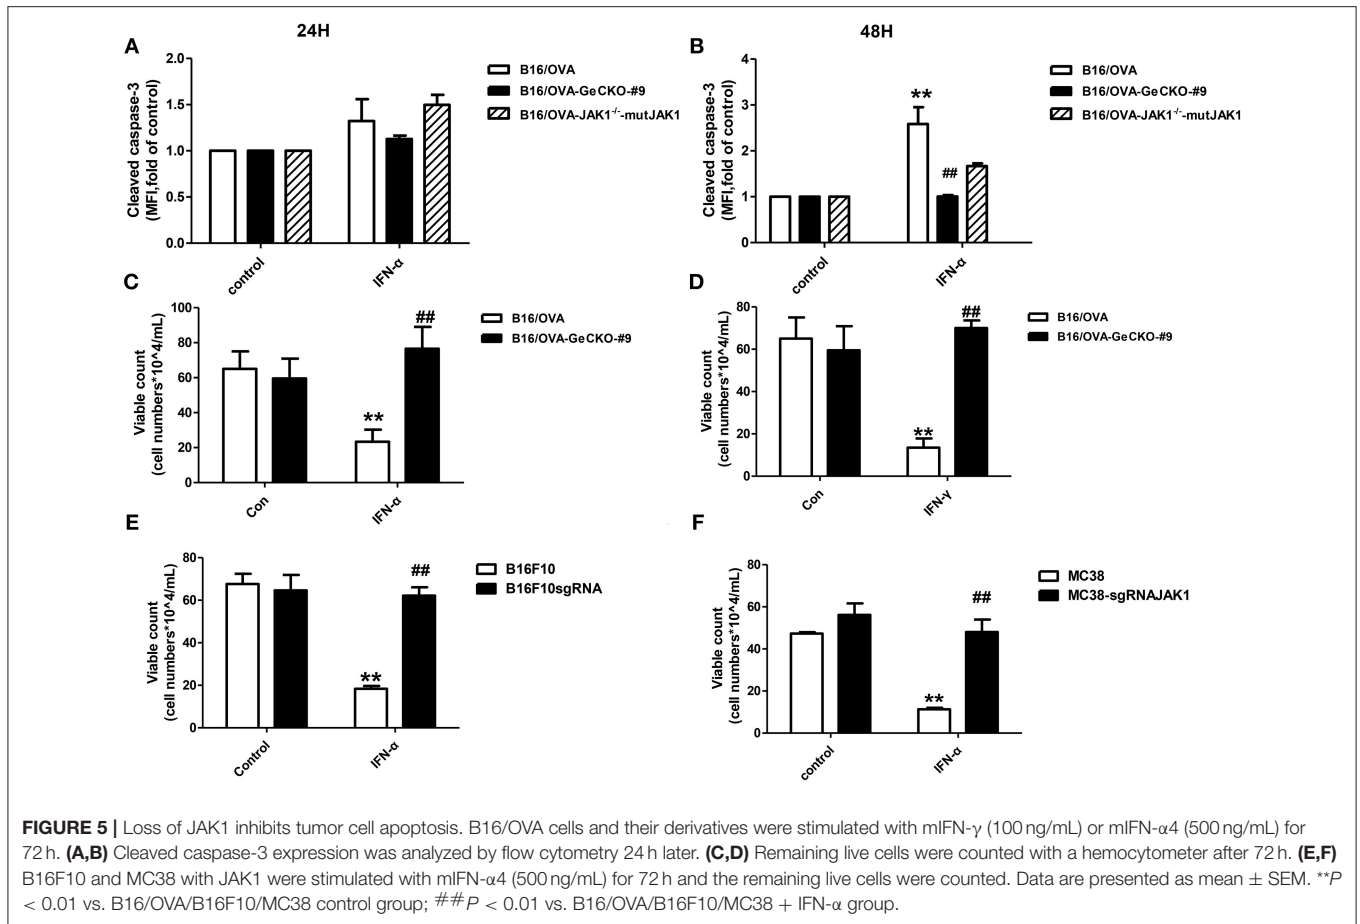 24H
48H
A
Cleaved caspase-3
(MFI,fold of control)
2.0
1.5
1.0
0.5
0.0
control
IFN-α
B16/OVA
B16/OVA-GeCKO-#9
B16/OVA-JAK1-/--mutJAK1
B
Cleaved caspase-3
(MFI,fold of control)
4
3
2
1
0
**
##
control
IFN-α
B16/OVA
B16/OVA-GeCKO-#9
B16/OVA-JAK1-/--mutJAK1
C
Viable count
(cell numbers*10^4/mL)
100
80
60
40
20
0
**
##
Con
IFN-α
B16/OVA
B16/OVA-GeCKO-#9
D
Viable count
(cell numbers*10^4/mL)
80
60
40
20
0
**
##
Con
IFN-γ
B16/OVA
B16/OVA-GeCKO-#9
E
Viable count
(cell numbers*10^4/mL)
80
60
40
20
0
**
##
Control
IFN-α
B16F10
B16F10sgRNA
F
Viable count
(cell numbers*10^4/mL)
80
60
40
20
0
**
##
control
IFN-α
MC38
MC38-sgRNAJAK1
FIGURE 5 | Loss of JAK1 inhibits tumor cell apoptosis. B16/OVA cells and their derivatives were stimulated with mIFN-γ (100 ng/mL) or mIFN-α4 (500 ng/mL) for
72 h. (A,B) Cleaved caspase-3 expression was analyzed by flow cytometry 24 h later. (C,D) Remaining live cells were counted with a hemocytometer after 72 h. (E,F)
B16F10 and MC38 with JAK1 were stimulated with mIFN-α4 (500 ng/mL) for 72 h and the remaining live cells were counted. Data are presented as mean ± SEM. **P
< 0.01 vs. B16/OVA/B16F10/MC38 control group; ##P < 0.01 vs. B16/OVA/B16F10/MC38 + IFN-α group.